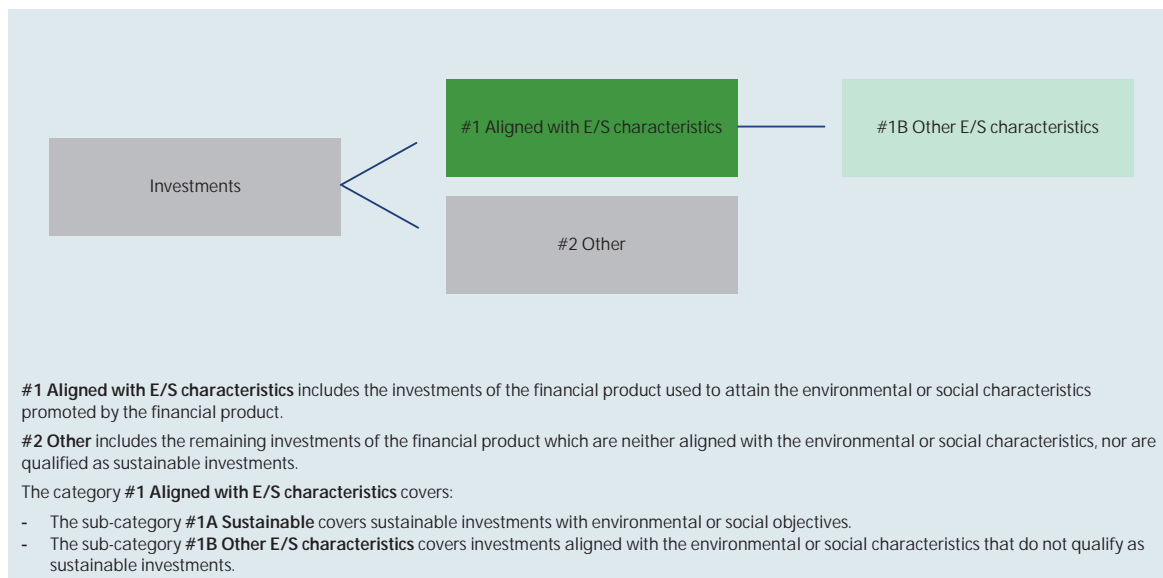 #1 Aligned with E/S characteristics
#1B Other E/S characteristics
Investments
#2 Other
#1 Aligned with E/S characteristics includes the investments of the financial product used to attain the environmental or social characteristics
promoted by the financial product.
#2 Other includes the remaining investments of the financial product which are neither aligned with the environmental or social characteristics, nor are
qualified as sustainable investments.
The category #1 Aligned with E/S characteristics covers:
- The sub-category #1A Sustainable covers sustainable investments with environmental or social objectives.
- The sub-category #1B Other E/S characteristics covers investments aligned with the environmental or social characteristics that do not qualify as
sustainable investments.